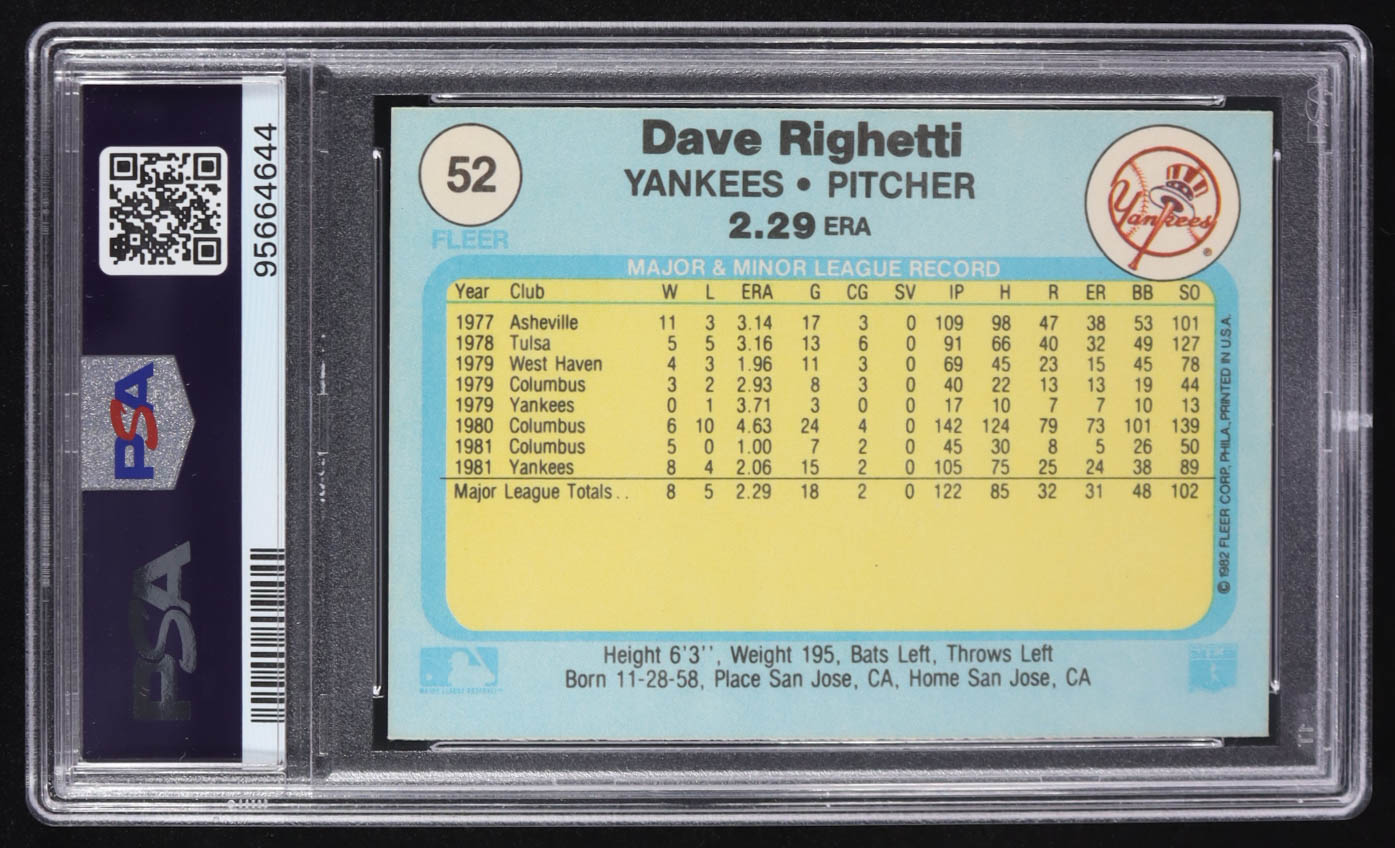 52
FLEER
Dave Righetti
YANKEES • PITCHER
2.29 ERA
Yankees
®
MAJOR & MINOR LEAGUE RECORD
Year Club W L ERA G CG SV IP H R ER BB SO
1977 Asheville 11 3 3.14 17 3 0 109 98 47 38 53 101
1978 Tulsa 5 5 3.16 13 6 0 91 66 40 32 49 127
1979 West Haven 4 3 1.96 11 3 0 69 45 23 15 45 78
1979 Columbus 3 2 2.93 8 3 0 40 22 13 13 19 44
1979 Yankees 0 1 3.71 3 0 0 17 10 7 7 10 13
1980 Columbus 6 10 4.63 24 4 0 142 124 79 73 101 139
1981 Columbus 5 0 1.00 7 2 0 45 30 8 5 26 50
1981 Yankees 8 4 2.06 15 2 0 105 75 25 24 38 89
Major League Totals . . 8 5 2.29 18 2 0 122 85 32 31 48 102
© 1982 FLEER CORP., PHILA., PRINTED IN U.S.A.
Height 6'3'', Weight 195, Bats Left, Throws Left
Born 11-28-58, Place San Jose, CA, Home San Jose, CA
95664644
PSA
PSA